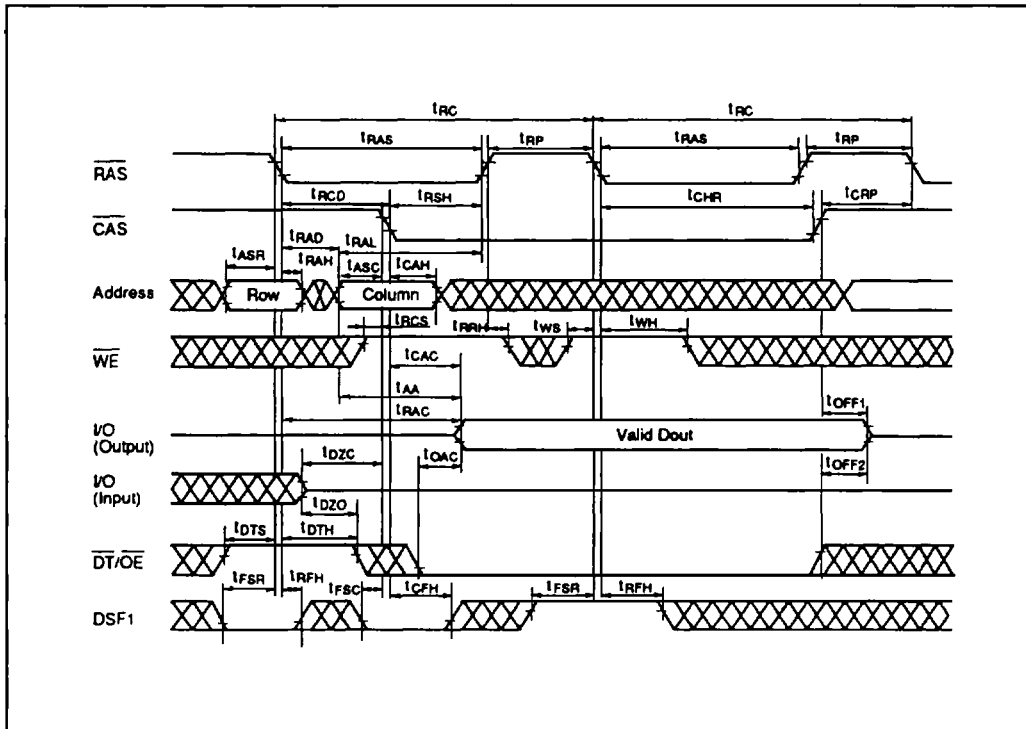 tRC tRC
tRAS tRP tRAS tRP
RAS
tRCD tRSH tCHR tCRP
CAS
tRAD tRAL
tASR tRAH tASC tCAH
Address Row Column
tRCS tRRH tWS tWH
WE
tCAC
tAA
tRAC tOFF1
I/O
(Output) Valid Dout
tDZC tOAC tOFF2
I/O
(Input)
tDZO
tDTS tDTH
DT/OE
tFSR tRFH tFSC tCFH tFSR tRFH
DSF1